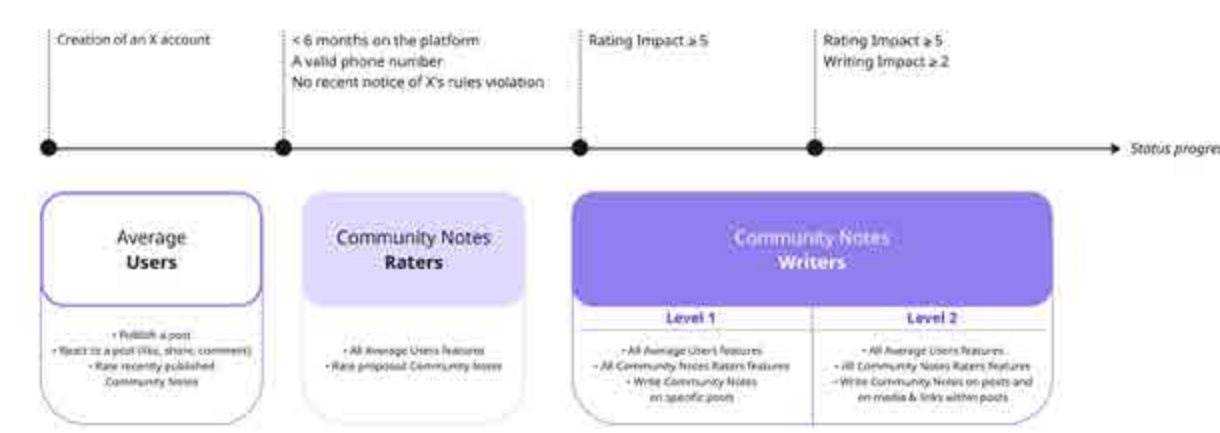 Creation of an X account
< 6 months on the platform
A valid phone number
No recent notice of X's rules violation
Rating Impact ≥ 5
Rating Impact ≥ 5
Writing Impact ≥ 2
Status progre
Average
Users
Community Notes
Raters
Community Notes
Writers
• Publish a post
• React to a post (like, share, comment)
• Rate recently published
Community Notes
• All Average Users features
• Rate proposed Community Notes
Level 1
• All Average Users features
• All Community Notes Raters features
• Write Community Notes
on specific posts
Level 2
• All Average Users features
• All Community Notes Raters features
• Write Community Notes on posts and
on media & links within posts